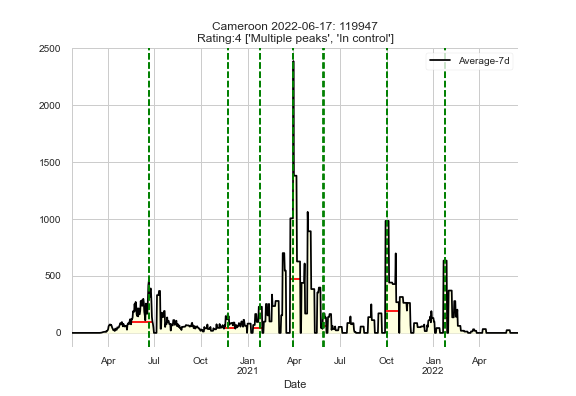 Cameroon 2022-06-17: 119947
Rating:4 ['Multiple peaks', 'In control']
Average-7d
2500
2000
1500
1000
500
0
Apr Jul Oct Jan Apr Jul Oct Jan Apr
2021 2022
Date